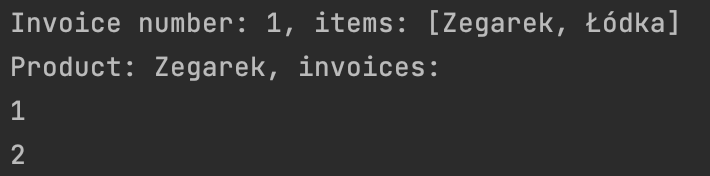 Invoice number: 1, items: [Zegarek, Łódka]
Product: Zegarek, invoices:
1
2